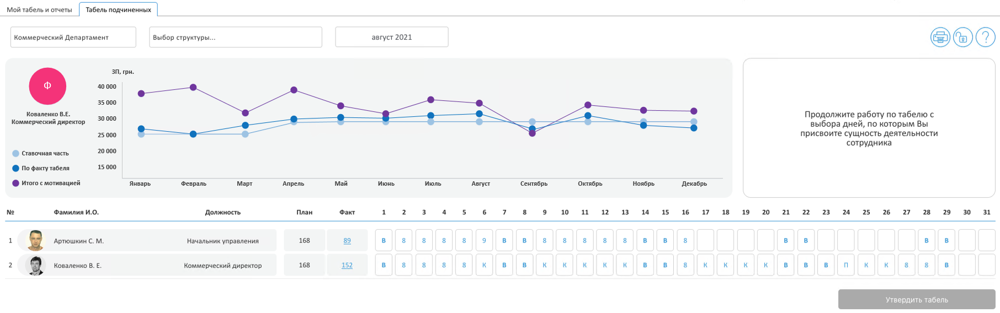 Мой табель и отчеты Табель подчиненных
Коммерческий Департамент Выбор структуры... август 2021
?
Ф
Коваленко В.Е.
Коммерческий директор
Ставочная часть
По факту табеля
Итого с мотивацией
ЗП, грн.
40 000
35 000
30 000
25 000
20 000
15 000
Январь Февраль Март Апрель Май Июнь Июль Август Сентябрь Октябрь Ноябрь Декабрь
Продолжите работу по табелю с
выбора дней, по которым Вы
присвоите сущность деятельности
сотрудника
№ Фамилия И.О. Должность План Факт 1 2 3 4 5 6 7 8 9 10 11 12 13 14 15 16 17 18 19 20 21 22 23 24 25 26 27 28 29 30 31
1 Артюшкин С. М. Начальник управления 168 89 В 8 8 8 8 9 В В 8 8 8 8 8 В В 8 В В В В
2 Коваленко В. Е. Коммерческий директор 168 152 В 8 8 8 8 К В В К К К К К В В 8 К К К К В В В П К К 8 8 В
Утвердить табель